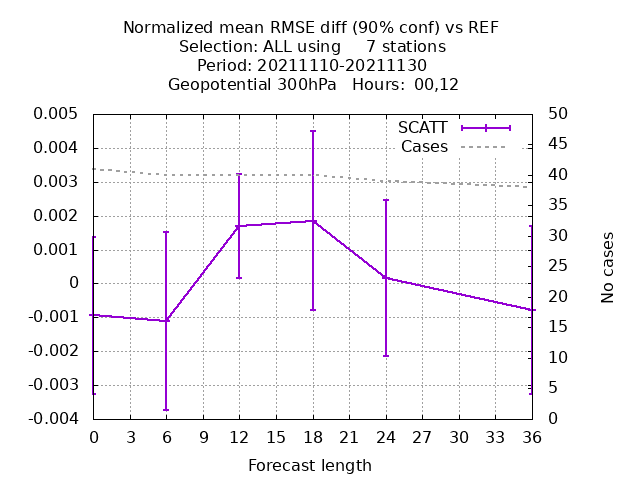 Normalized mean RMSE diff (90% conf) vs REF
Selection: ALL using     7 stations
Period: 20211110-20211130
Geopotential 300hPa   Hours:  00,12
SCATT
Cases
0.005
0.004
0.003
0.002
0.001
0
-0.001
-0.002
-0.003
-0.004
50
45
40
35
30
25
20
15
10
5
0
No cases
0 3 6 9 12 15 18 21 24 27 30 33 36
Forecast length